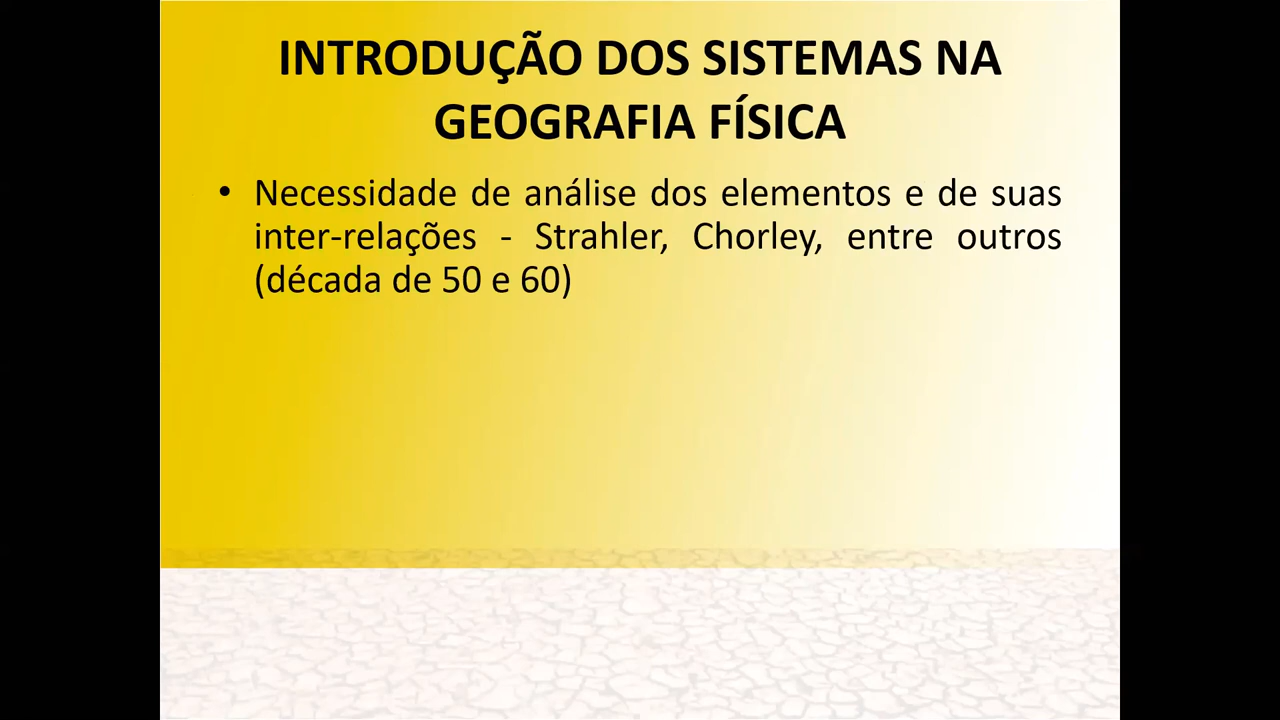 INTRODUÇÃO DOS SISTEMAS NA
GEOGRAFIA FÍSICA
• Necessidade de análise dos elementos e de suas
inter-relações - Strahler, Chorley, entre outros
(década de 50 e 60)